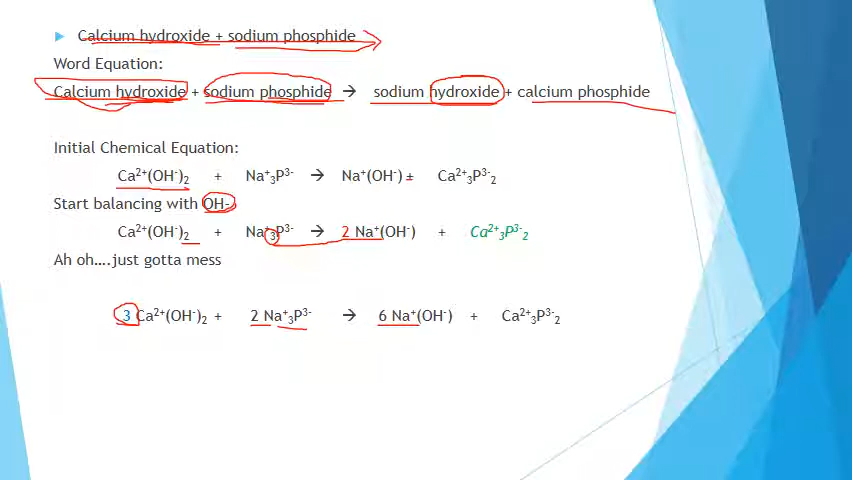 Calcium hydroxide + sodium phosphide
Word Equation:
Calcium hydroxide + sodium phosphide → sodium hydroxide + calcium phosphide
Initial Chemical Equation:
Ca²⁺(OH⁻)₂ + Na⁺₃P³⁻ → Na⁺(OH⁻) + Ca²⁺₃P³⁻₂
Start balancing with OH-
Ca²⁺(OH⁻)₂ + Na⁺₃P³⁻ → 2 Na⁺(OH⁻) + Ca²⁺₃P³⁻₂
Ah oh....just gotta mess
3 Ca²⁺(OH⁻)₂ + 2 Na⁺₃P³⁻ → 6 Na⁺(OH⁻) + Ca²⁺₃P³⁻₂